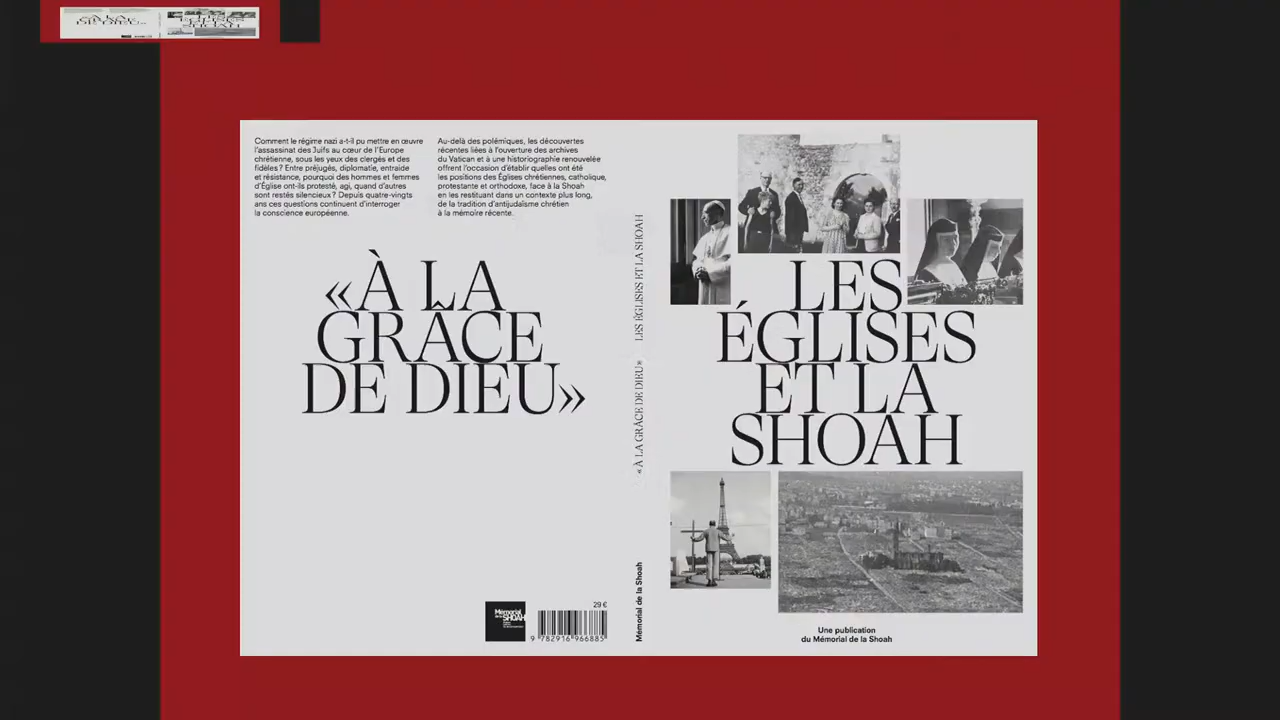 Comment le régime nazi a-t-il pu mettre en œuvre
l'assassinat des Juifs au cœur de l'Europe
chrétienne, sous les yeux des clergés et des
fidèles ? Entre préjugés, diplomatie, entraide
et résistance, pourquoi des hommes et femmes
d'Église ont-ils protesté, agi, quand d'autres
sont restés silencieux ? Depuis quatre-vingts
ans ces questions continuent d'interroger
la conscience européenne.
Au-delà des polémiques, les découvertes
récentes liées à l'ouverture des archives
du Vatican et à une historiographie renouvelée
offrent l'occasion d'établir quelles ont été
les positions des Églises chrétiennes, catholique,
protestante et orthodoxe, face à la Shoah
en les restituant dans un contexte plus long,
de la tradition d'antijudaïsme chrétien
à la mémoire récente.
«À LA
GRÂCE
DE DIEU»
Mémorial
de la SHOAH
29 €
9 782916 966885
LES ÉGLISES ET LA SHOAH
«À LA GRÂCE DE DIEU»
Mémorial de la Shoah
LES
ÉGLISES
ET LA
SHOAH
Une publication
du Mémorial de la Shoah